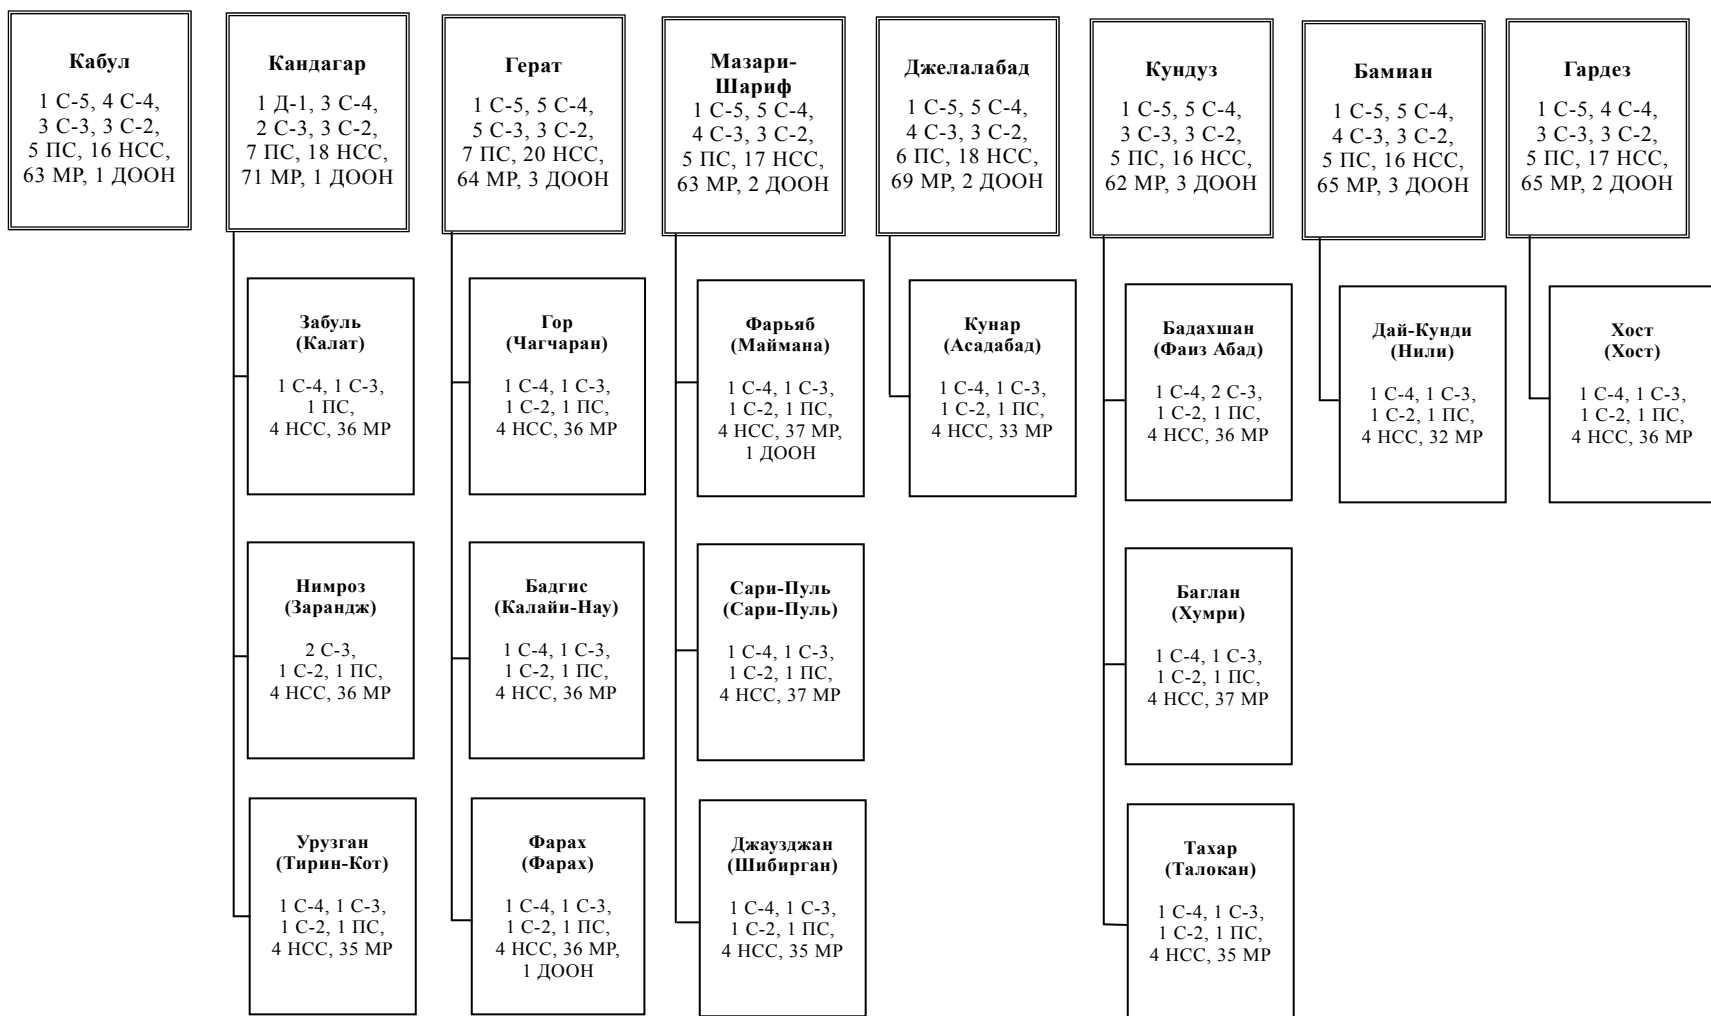 Кабул
1 С-5, 4 С-4,
3 С-3, 3 С-2,
5 ПС, 16 НСС,
63 МР, 1 ДООН
Кандагар
1 Д-1, 3 С-4,
2 С-3, 3 С-2,
7 ПС, 18 НСС,
71 МР, 1 ДООН
Герат
1 С-5, 5 С-4,
5 С-3, 3 С-2,
7 ПС, 20 НСС,
64 МР, 3 ДООН
Мазари-
Шариф
1 С-5, 5 С-4,
4 С-3, 3 С-2,
5 ПС, 17 НСС,
63 МР, 2 ДООН
Джелалабад
1 С-5, 5 С-4,
4 С-3, 3 С-2,
6 ПС, 18 НСС,
69 МР, 2 ДООН
Кундуз
1 С-5, 5 С-4,
3 С-3, 3 С-2,
5 ПС, 16 НСС,
62 МР, 3 ДООН
Бамиан
1 С-5, 5 С-4,
4 С-3, 3 С-2,
5 ПС, 16 НСС,
65 МР, 3 ДООН
Гардез
1 С-5, 4 С-4,
3 С-3, 3 С-2,
5 ПС, 17 НСС,
65 МР, 2 ДООН
Забуль
(Калат)
1 С-4, 1 С-3,
1 ПС,
4 НСС, 36 МР
Гор
(Чагчаран)
1 С-4, 1 С-3,
1 С-2, 1 ПС,
4 НСС, 36 МР
Фарьяб
(Маймана)
1 С-4, 1 С-3,
1 С-2, 1 ПС,
4 НСС, 37 МР,
1 ДООН
Кунар
(Асадабад)
1 С-4, 1 С-3,
1 С-2, 1 ПС,
4 НСС, 33 МР
Бадахшан
(Фаиз Абад)
1 С-4, 2 С-3,
1 С-2, 1 ПС,
4 НСС, 36 МР
Дай-Кунди
(Нили)
1 С-4, 1 С-3,
1 С-2, 1 ПС,
4 НСС, 32 МР
Хост
(Хост)
1 С-4, 1 С-3,
1 С-2, 1 ПС,
4 НСС, 36 МР
Нимроз
(Зарандж)
2 С-3,
1 С-2, 1 ПС,
4 НСС, 36 МР
Бадгис
(Калайи-Нау)
1 С-4, 1 С-3,
1 С-2, 1 ПС,
4 НСС, 36 МР
Сари-Пуль
(Сари-Пуль)
1 С-4, 1 С-3,
1 С-2, 1 ПС,
4 НСС, 37 МР
Баглан
(Хумри)
1 С-4, 1 С-3,
1 С-2, 1 ПС,
4 НСС, 37 МР
Урузган
(Тирин-Кот)
1 С-4, 1 С-3,
1 С-2, 1 ПС,
4 НСС, 35 МР
Фарах
(Фарах)
1 С-4, 1 С-3,
1 С-2, 1 ПС,
4 НСС, 36 МР,
1 ДООН
Джаузджан
(Шибирган)
1 С-4, 1 С-3,
1 С-2, 1 ПС,
4 НСС, 35 МР
Тахар
(Талокан)
1 С-4, 1 С-3,
1 С-2, 1 ПС,
4 НСС, 35 МР